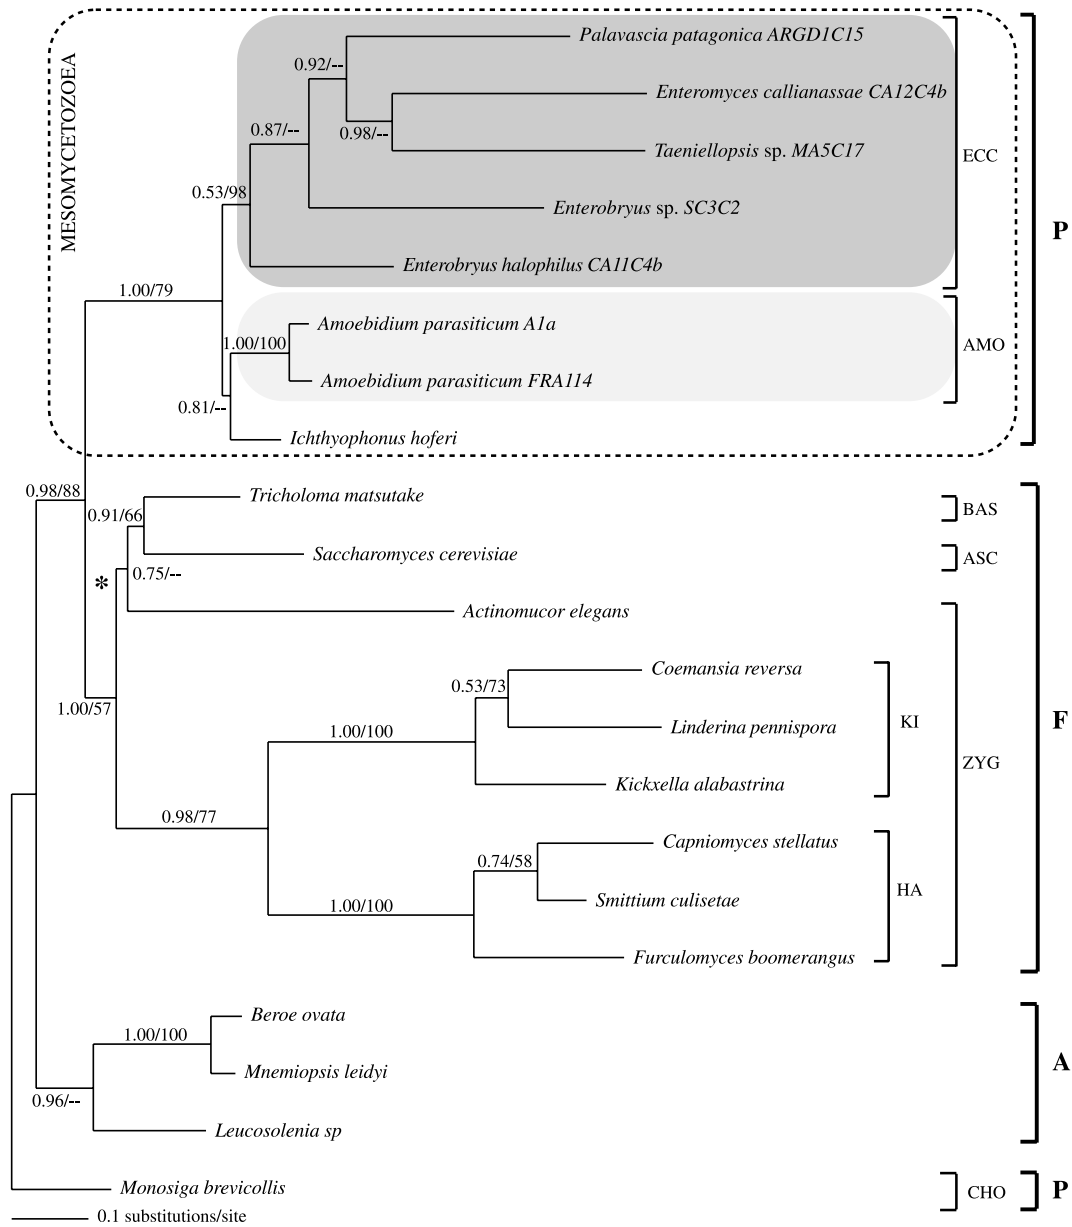 MESOMYCETOZOEA
Palavascia patagonica ARGD1C15
0.92/--
Enteromyces callianassae CA12C4b
0.87/--
0.98/--
Taeniellopsis sp. MA5C17
ECC
0.53/98
Enterobryus sp. SC3C2
P
Enterobryus halophilus CA11C4b
1.00/79
Amoebidium parasiticum A1a
1.00/100
AMO
Amoebidium parasiticum FRA114
0.81/--
Ichthyophonus hoferi
0.98/88
Tricholoma matsutake
0.91/66
BAS
Saccharomyces cerevisiae
ASC
*
0.75/--
Actinomucor elegans
Coemansia reversa
0.53/73
1.00/57
KI
F
Linderina pennispora
1.00/100
ZYG
Kickxella alabastrina
0.98/77
Capniomyces stellatus
0.74/58
HA
Smittium culisetae
1.00/100
Furculomyces boomerangus
Beroe ovata
1.00/100
A
Mnemiopsis leidyi
0.96/--
Leucosolenia sp
Monosiga brevicollis
CHO
P
0.1 substitutions/site